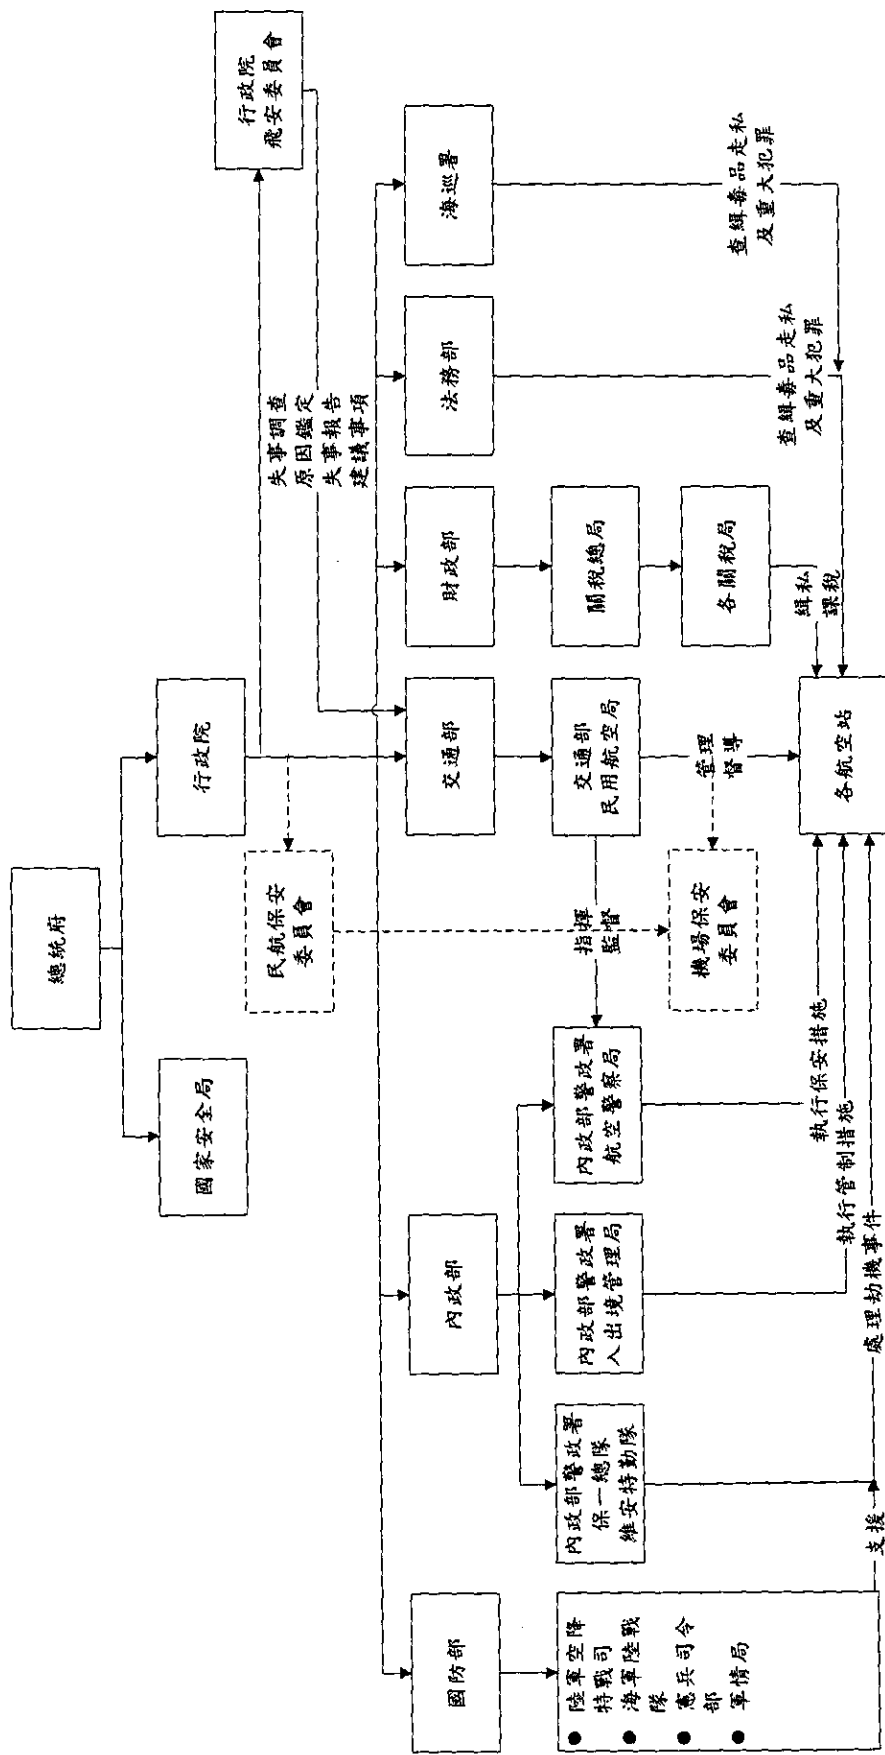 總統府
國家安全局
行政院
行政院
飛安委員會
民航保安
委員會
失事調查
原因鑑定
失事報告
建議事項
國防部
內政部
交通部
財政部
法務部
海巡署
● 陸軍空降
特戰司
● 海軍陸戰
隊
● 憲兵司令
部
● 軍情局
內政部警政署
保一總隊
維安特勤隊
內政部警政署
入出境管理局
內政部警政署
航空警察局
指揮
監督
交通部
民用航空局
關稅總局
機場保安
委員會
管理
督導
各關稅局
查緝毒品走私
及重大犯罪
查緝毒品走私
及重大犯罪
緝私
課稅
各航空站
執行保安措施
執行管制措施
處理劫機事件
支援